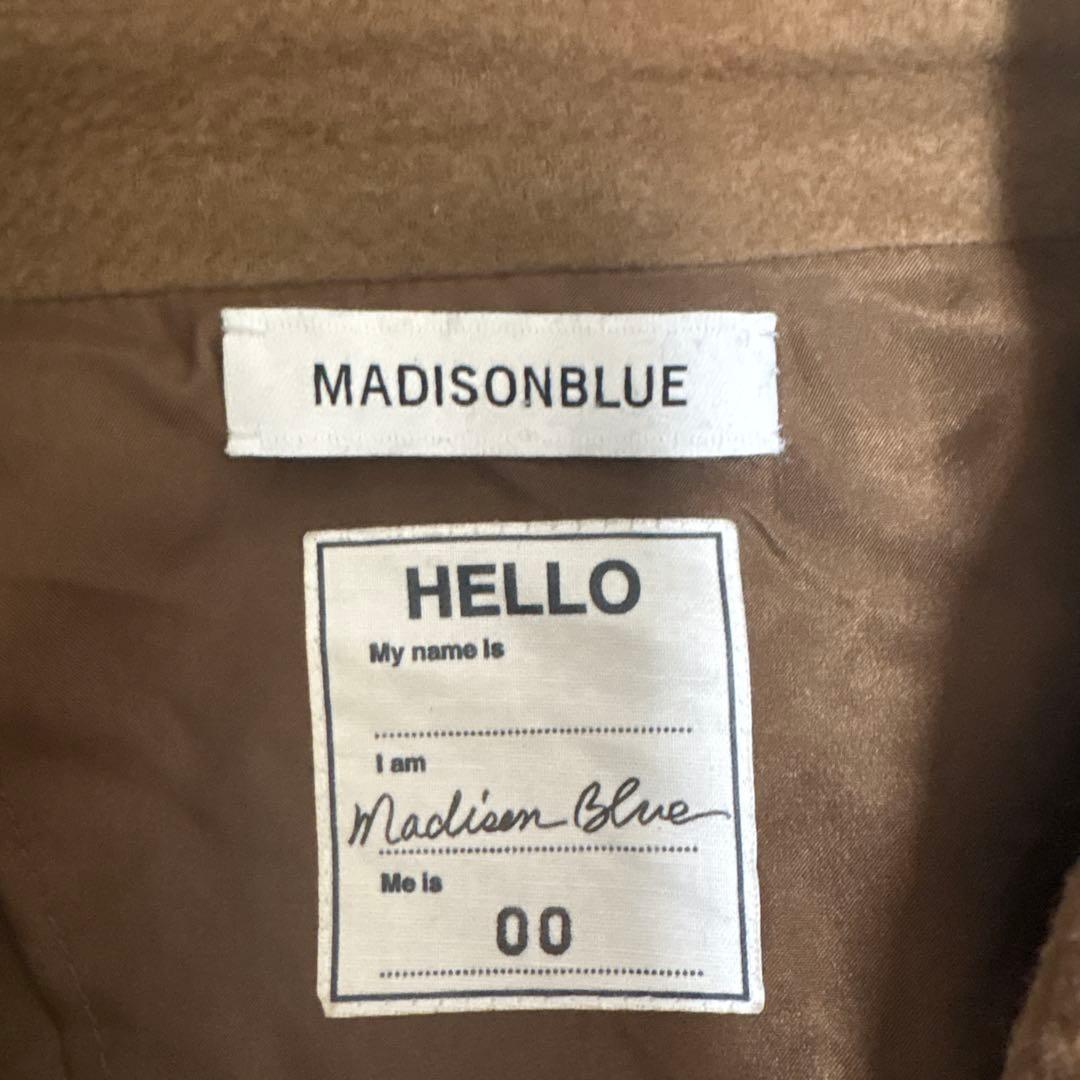 MADISONBLUE
HELLO
My name is
I am
Madison Blue
Me is
00